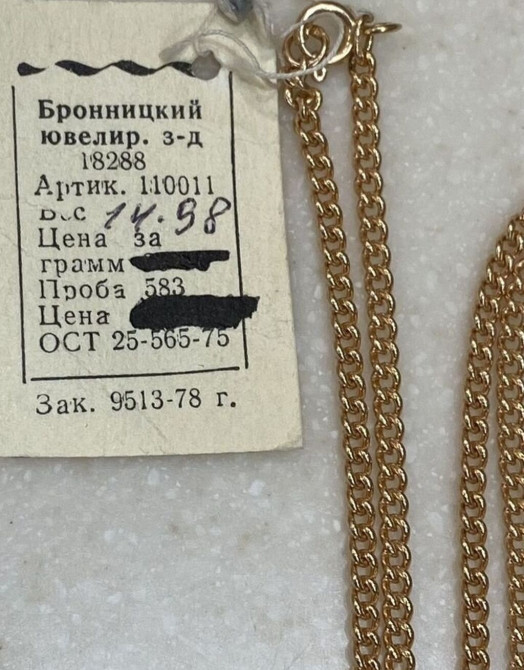 Бронницкий
ювелир. з-д
18288
Артик. 110011
Вес 14.98
Цена за
грамм
Проба 583
Цена
ОСТ 25-565-75
Зак. 9513-78 г.